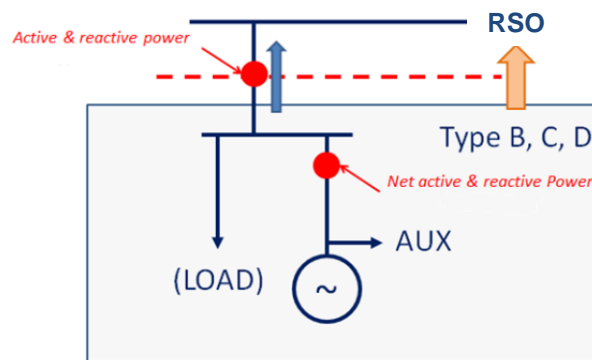 RSO
Active & reactive power
Type B, C, D
Net active & reactive Power
AUX
(LOAD)
~